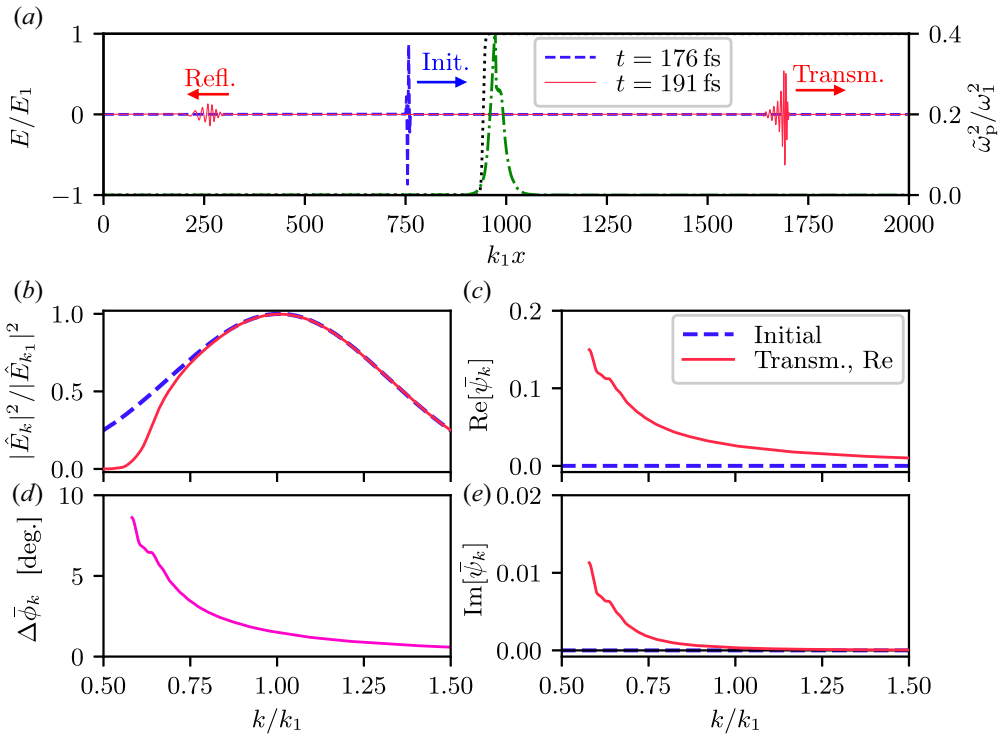 (a)
1
0
−1
E/E₁
Refl.
Init.
t = 176 fs
t = 191 fs
Transm.
0.4
0.2
0.0
ω̃ₚ²/ω₁²
0 250 500 750 1000 1250 1500 1750 2000
k₁x
(b)
1.0
0.5
0.0
|Êₖ|²/|Êₖ₁|²
(c)
0.2
0.1
0.0
Re[ψ̄ₖ]
Initial
Transm., Re
(d)
10
5
0
Δϕ̄ₖ [deg.]
0.50 0.75 1.00 1.25 1.50
k/k₁
(e)
0.02
0.01
0.00
Im[ψ̄ₖ]
0.50 0.75 1.00 1.25 1.50
k/k₁